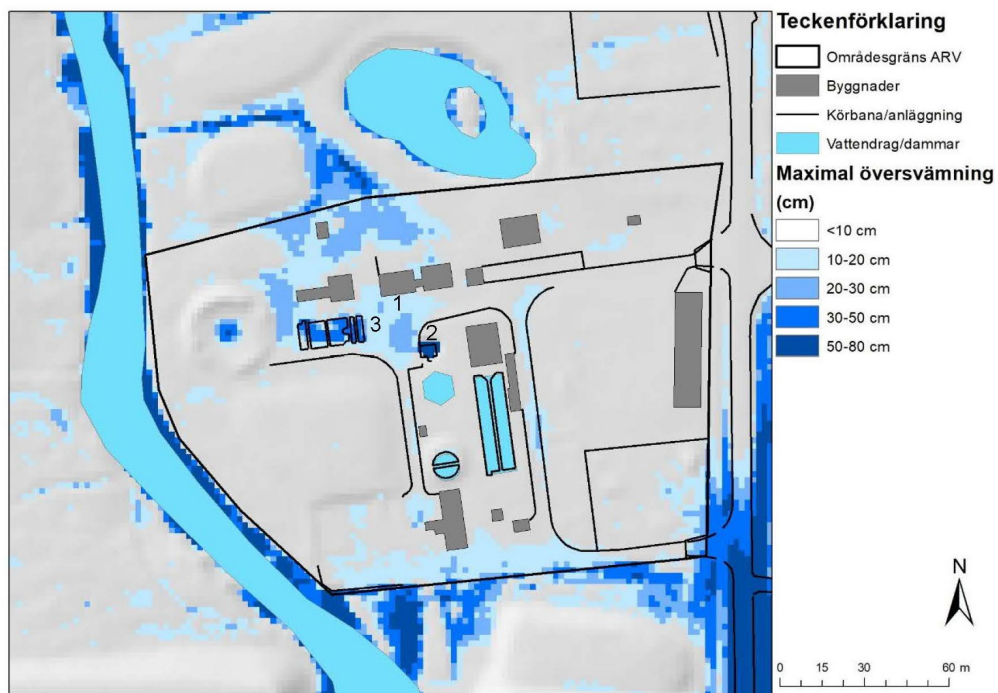 Teckenförklaring
Områdesgräns ARV
Byggnader
Körbana/anläggning
Vattendrag/dammar
Maximal översvämning
(cm)
<10 cm
10-20 cm
20-30 cm
30-50 cm
50-80 cm
1
2
3
N
0 15 30 60 m